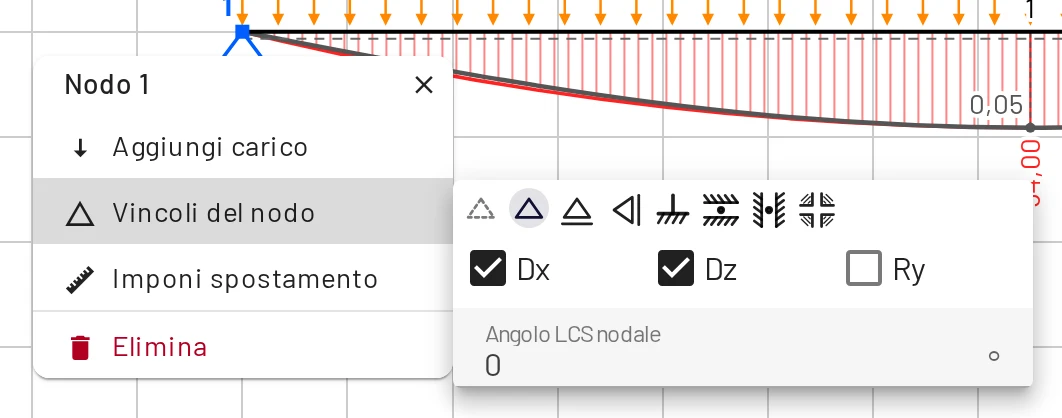 1
1
Nodo 1
0,05
Aggiungi carico
Vincoli del nodo
Imponi spostamento
Dx
Dz
Ry
Angolo LCS nodale
0
°
Elimina